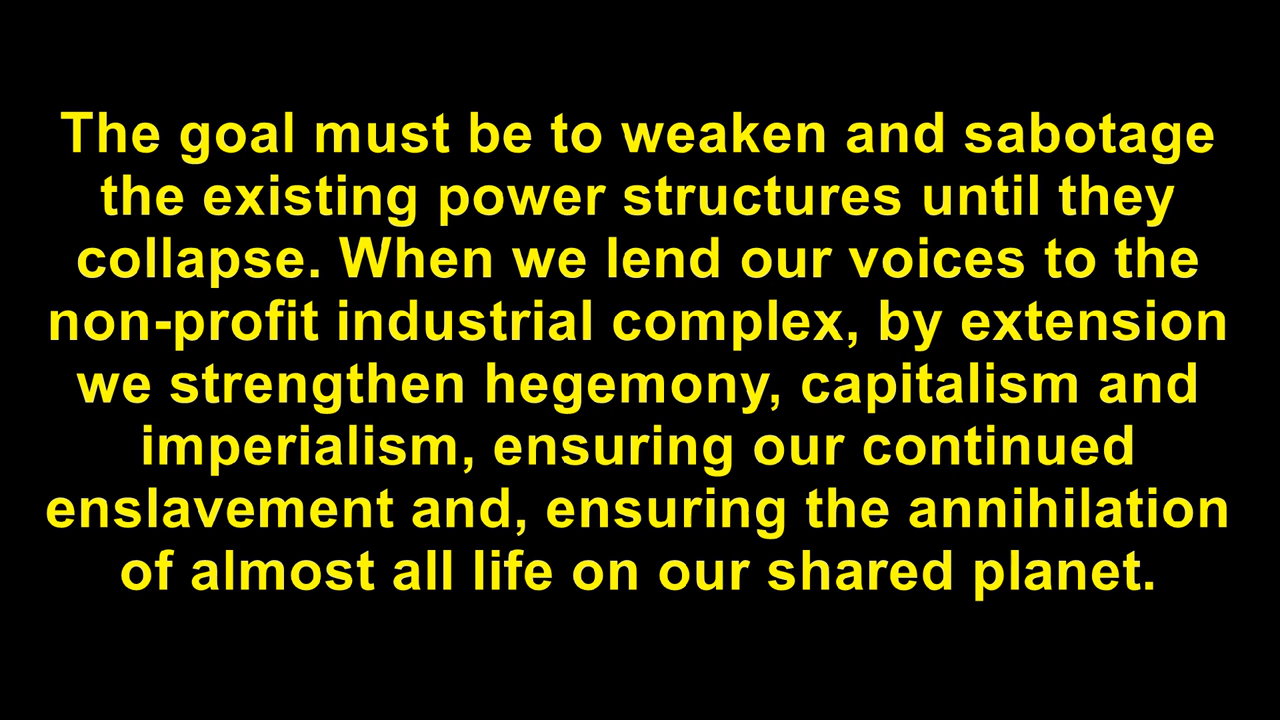 The goal must be to weaken and sabotage
the existing power structures until they
collapse. When we lend our voices to the
non-profit industrial complex, by extension
we strengthen hegemony, capitalism and
imperialism, ensuring our continued
enslavement and, ensuring the annihilation
of almost all life on our shared planet.